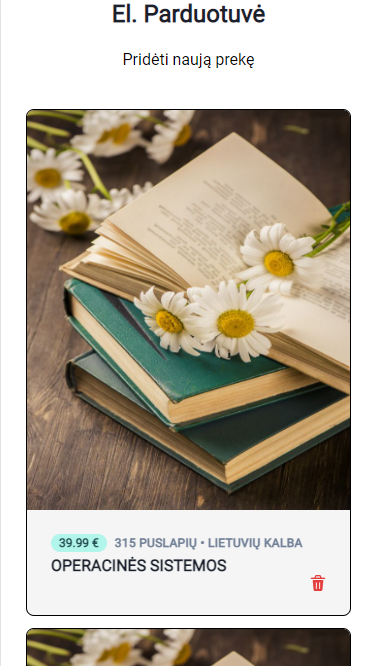 El. Parduotuvė
Pridėti naują prekę
39.99 € 315 PUSLAPIŲ • LIETUVIŲ KALBA
OPERACINĖS SISTEMOS